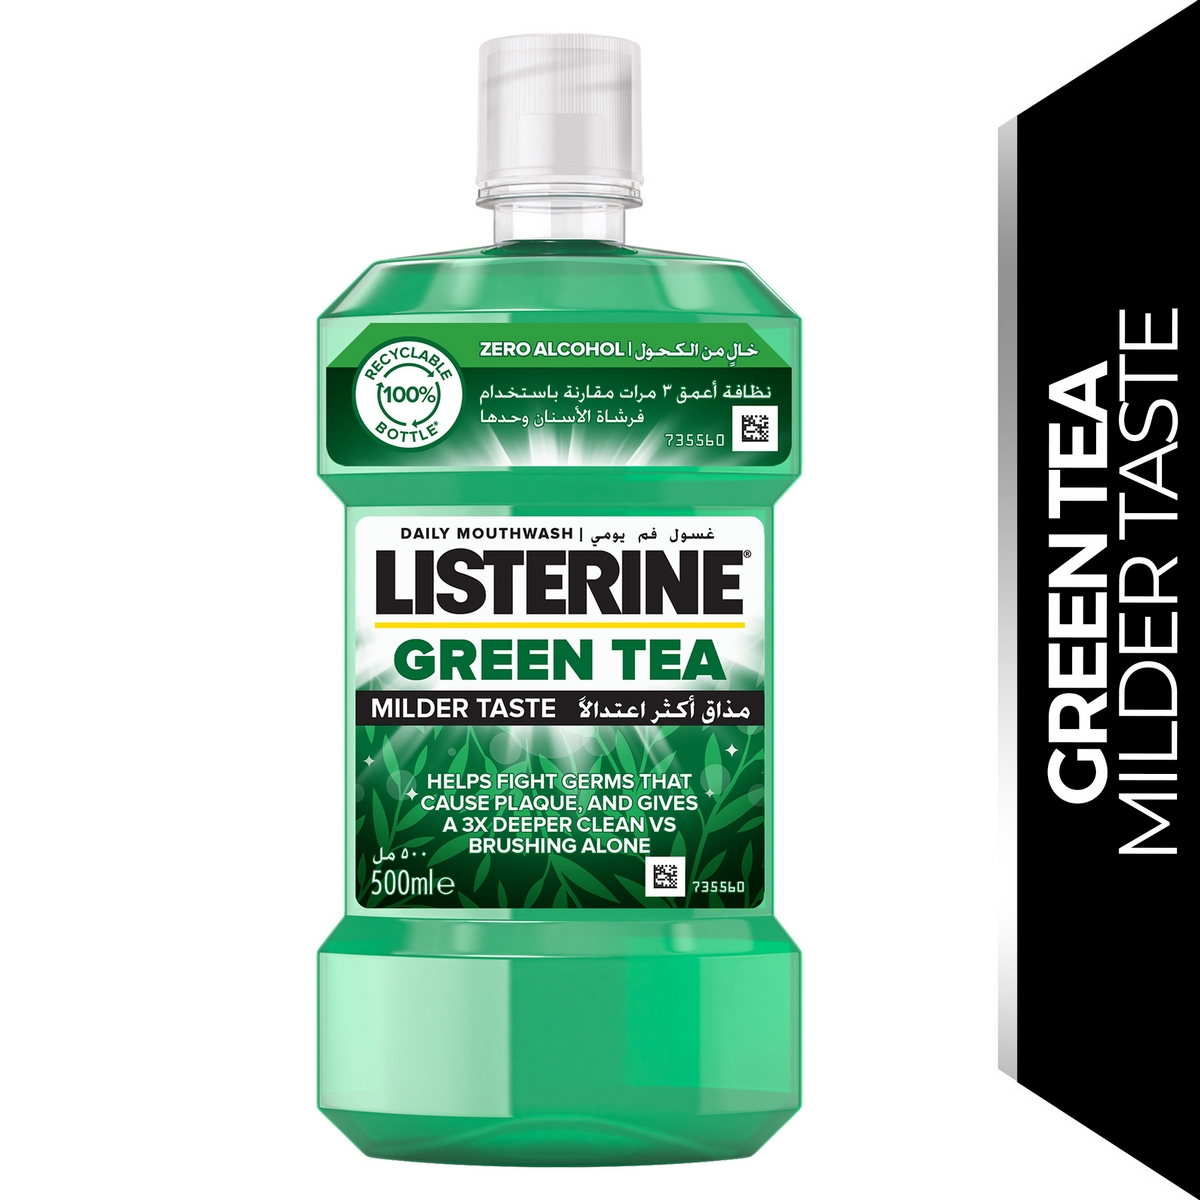 ZERO ALCOHOL | خالٍ من الكحول
RECYCLABLE
100%
BOTTLE*
نظافة أعمق ٣ مرات مقارنة باستخدام
فرشاة الأسنان وحدها
735560
DAILY MOUTHWASH | غسول فم يومي
LISTERINE®
GREEN TEA
MILDER TASTE مذاق أكثر اعتدالاً
HELPS FIGHT GERMS THAT
CAUSE PLAQUE, AND GIVES
A 3X DEEPER CLEAN VS
BRUSHING ALONE
٥٠٠ مل
500ml e
735560
GREEN TEA
MILDER TASTE